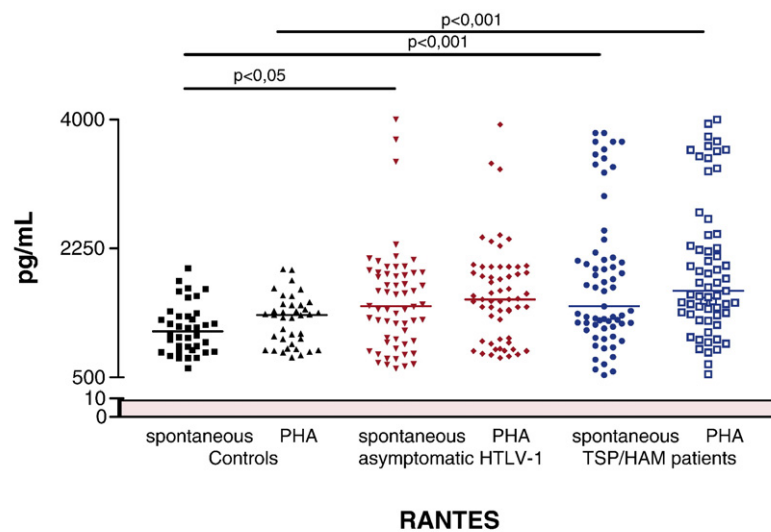 p<0,001
p<0,001
p<0,05
4000
2250
500
10
0
pg/mL
spontaneous PHA spontaneous PHA spontaneous PHA
Controls asymptomatic HTLV-1 TSP/HAM patients
RANTES